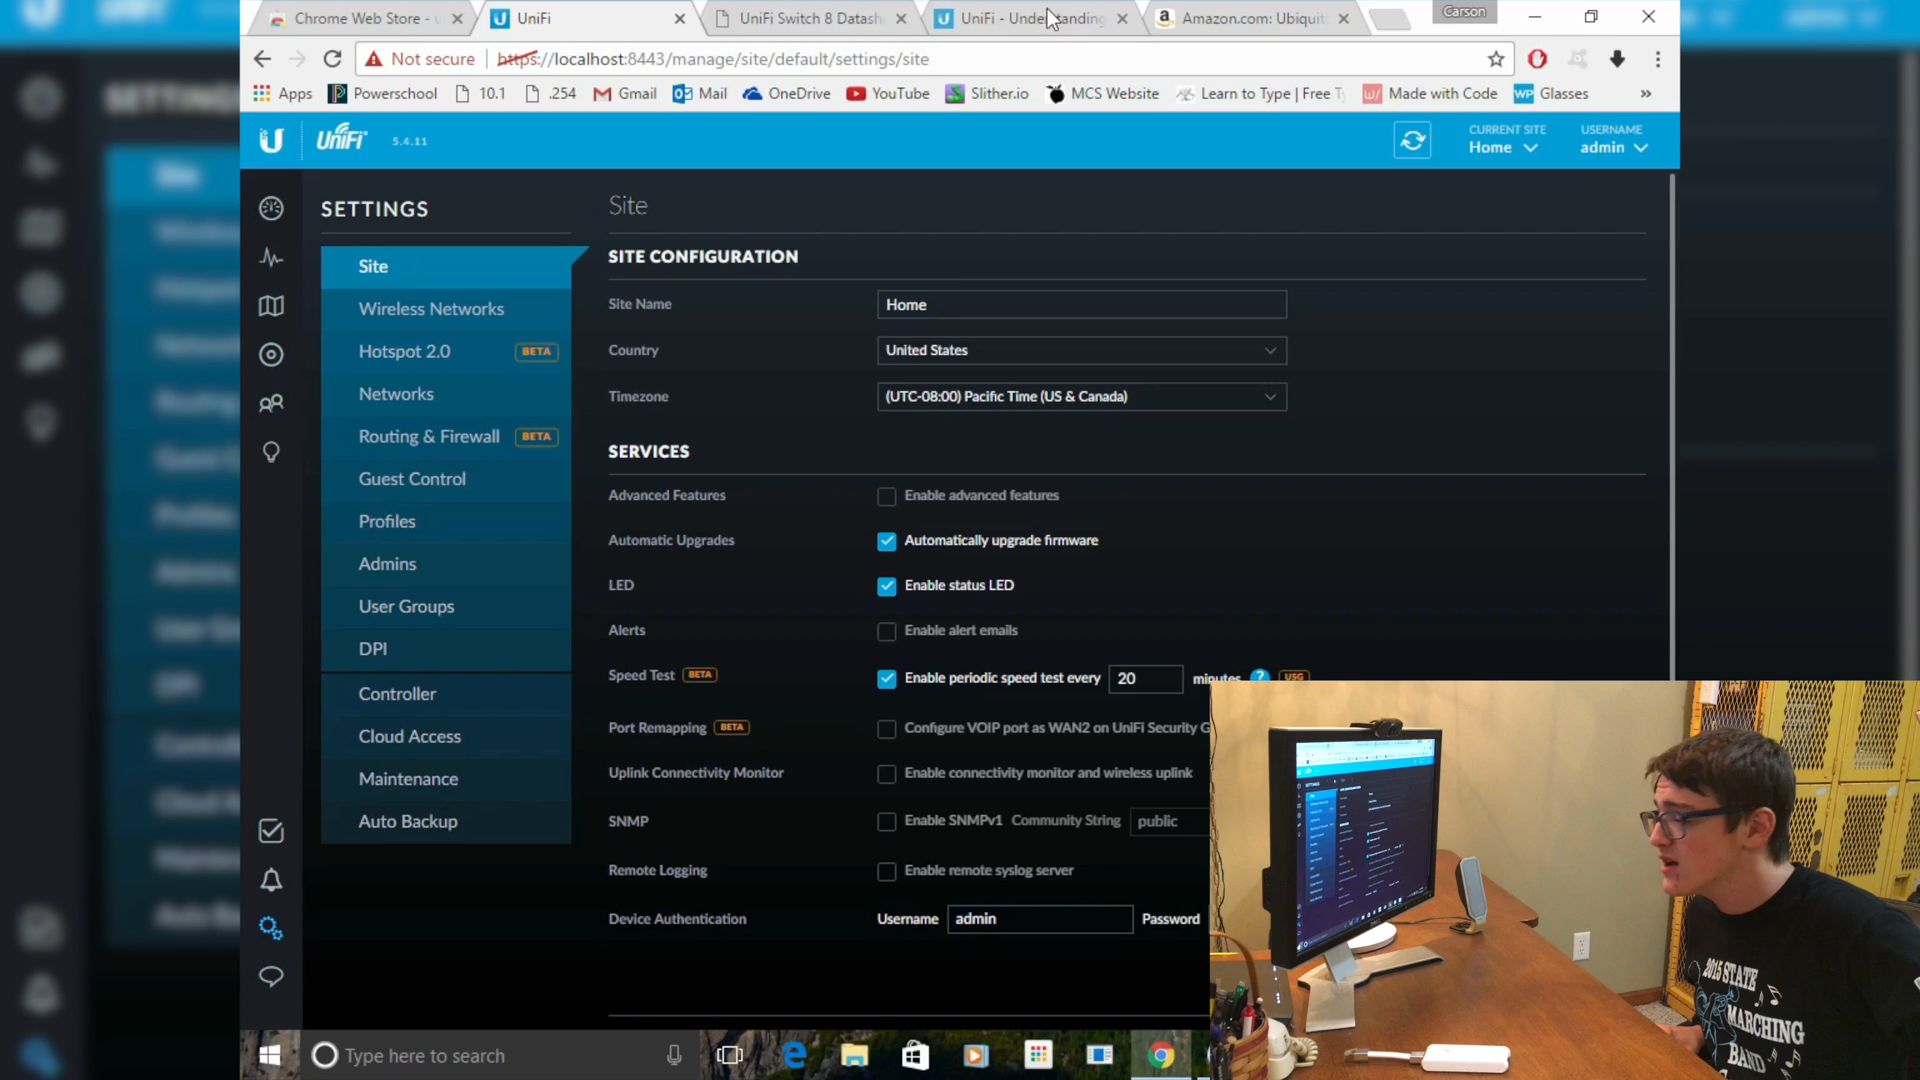 Chrome Web Store - u
UniFi
UniFi Switch 8 Datash
UniFi - Understanding
Amazon.com: Ubiquit
Carson
Not secure
https://localhost:8443/manage/site/default/settings/site
Apps
Powerschool
10.1
.254
Gmail
Mail
OneDrive
YouTube
Slither.io
MCS Website
Learn to Type | Free T
Made with Code
WP Glasses
»
UniFi 5.4.11
CURRENT SITE
Home
USERNAME
admin
SETTINGS
Site
Wireless Networks
Hotspot 2.0 BETA
Networks
Routing & Firewall BETA
Guest Control
Profiles
Admins
User Groups
DPI
Controller
Cloud Access
Maintenance
Auto Backup
Site
SITE CONFIGURATION
Site Name Home
Country United States
Timezone (UTC-08:00) Pacific Time (US & Canada)
SERVICES
Advanced Features Enable advanced features
Automatic Upgrades Automatically upgrade firmware
LED Enable status LED
Alerts Enable alert emails
Speed Test BETA Enable periodic speed test every 20 minutes ? USG
Port Remapping BETA Configure VOIP port as WAN2 on UniFi Security G
Uplink Connectivity Monitor Enable connectivity monitor and wireless uplink
SNMP Enable SNMPv1 Community String public
Remote Logging Enable remote syslog server
Device Authentication Username admin Password
Type here to search
2015 STATE
MARCHING
BAND